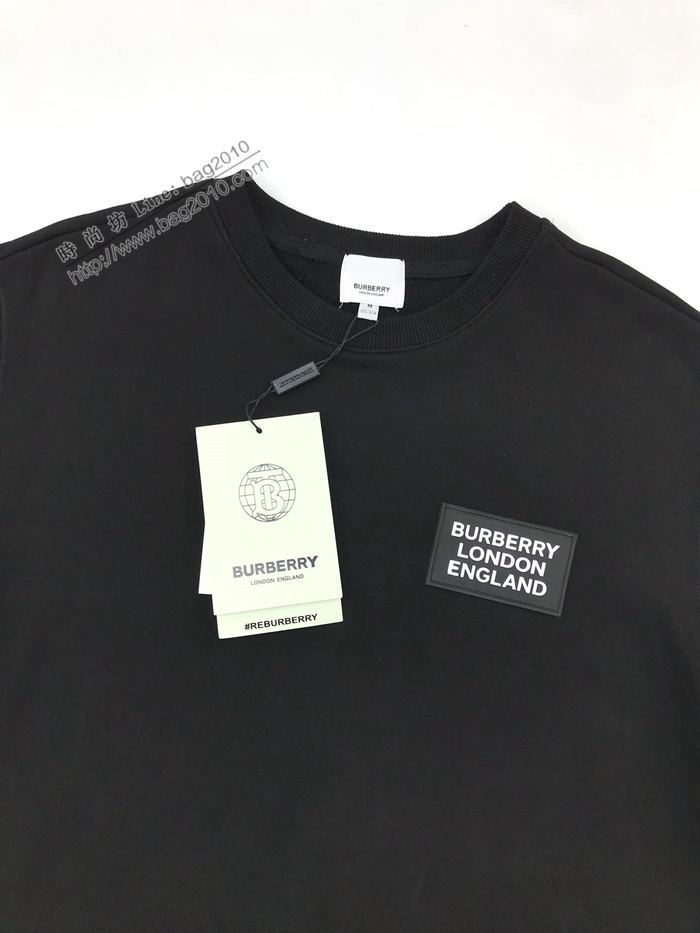 時尚坊 Line: bag2010
http://www.bag2010.com
BURBERRY
LONDON ENGLAND
M
BURBERRY
LONDON ENGLAND
#REBURBERRY
BURBERRY
LONDON
ENGLAND